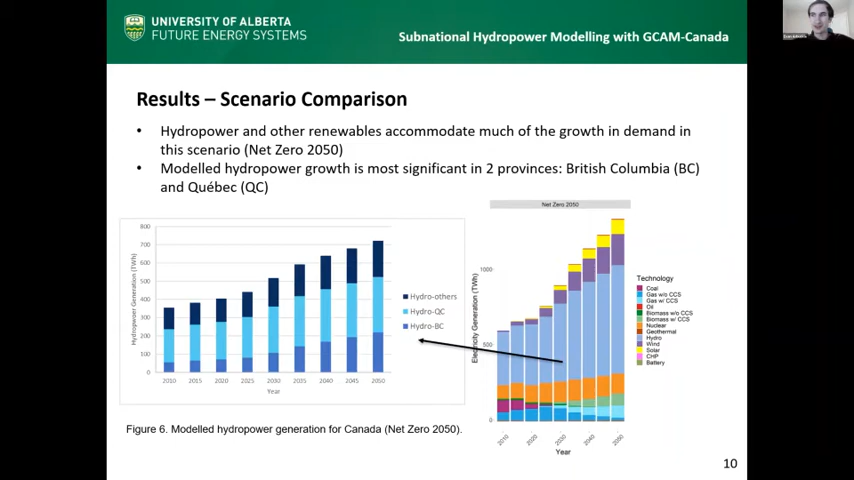 UNIVERSITY OF ALBERTA
FUTURE ENERGY SYSTEMS
Subnational Hydropower Modelling with GCAM-Canada
Results – Scenario Comparison
• Hydropower and other renewables accommodate much of the growth in demand in
this scenario (Net Zero 2050)
• Modelled hydropower growth is most significant in 2 provinces: British Columbia (BC)
and Québec (QC)
800
700
600
500
400
300
200
100
0
Hydropower Generation (TWh)
2010 2015 2020 2025 2030 2035 2040 2045 2050
Year
Hydro-others
Hydro-QC
Hydro-BC
Net Zero 2050
1000
500
0
Electricity Generation (TWh)
2010 2020 2030 2040 2050
Year
Technology
Coal
Gas w/o CCS
Gas w/ CCS
Oil
Biomass w/o CCS
Biomass w/ CCS
Nuclear
Geothermal
Hydro
Wind
Solar
CHP
Battery
Figure 6. Modelled hydropower generation for Canada (Net Zero 2050).
10